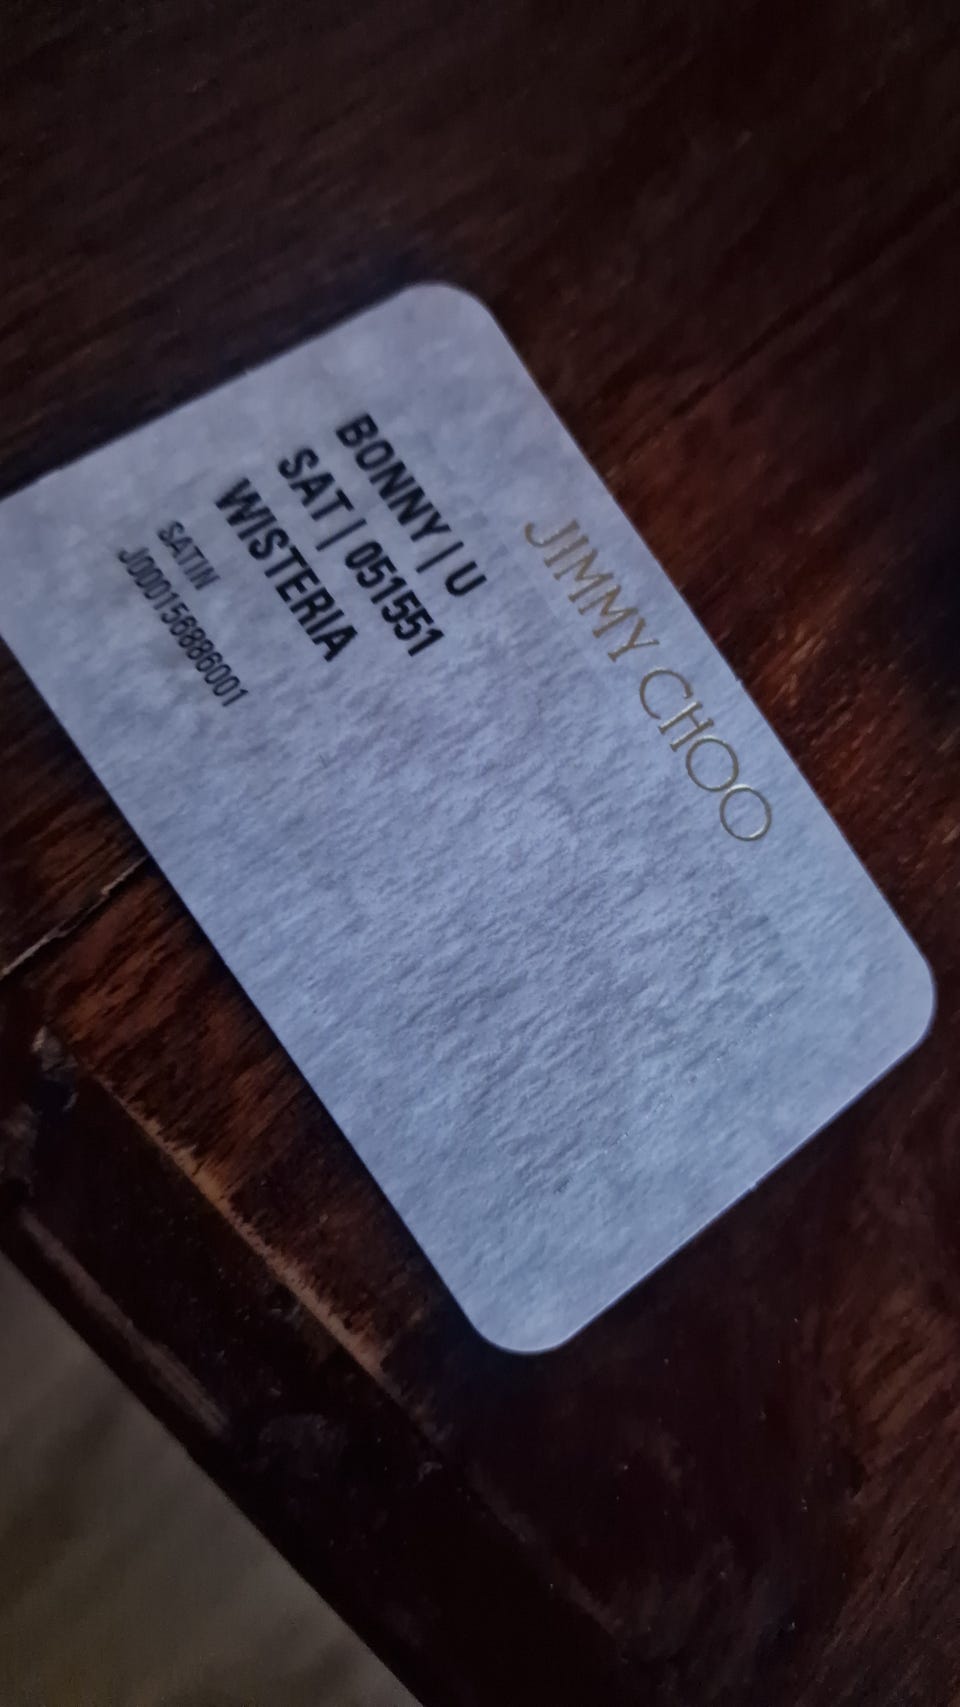 JIMMY CHOO
BONNY | U
SAT | 051551
WISTERIA
SATIN
J000156886001